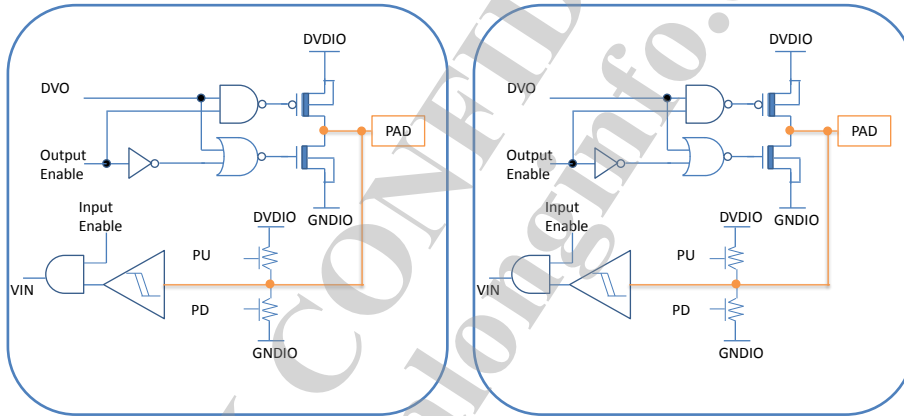 DVDIO
DVO
PAD
Output
Enable
GNDIO
Input
Enable
DVDIO
PU
VIN
PD
GNDIO
DVDIO
DVO
PAD
Output
Enable
GNDIO
Input
Enable
DVDIO
PU
VIN
PD
GNDIO